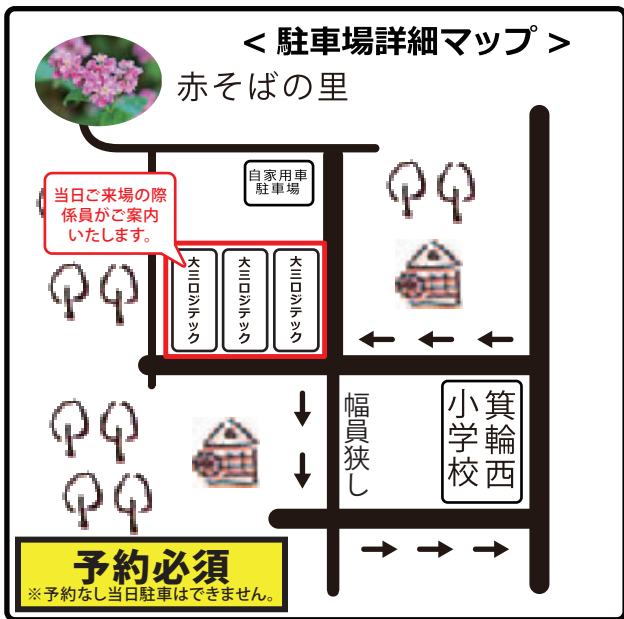 < 駐車場詳細マップ >
赤そばの里
自家用車
駐車場
当日ご来場の際
係員がご案内
いたします。
大三ロジテック
大三ロジテック
大三ロジテック
幅員狭し
箕輪西
小学校
予約必須
※予約なし当日駐車はできません。